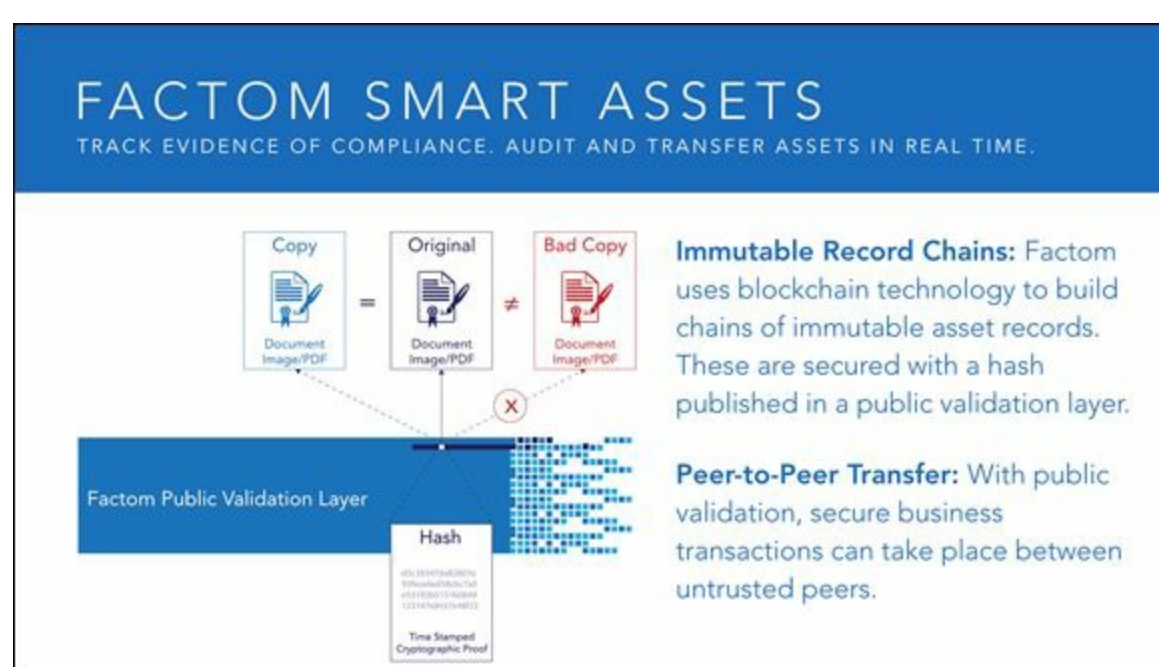 FACTOM SMART ASSETS
TRACK EVIDENCE OF COMPLIANCE. AUDIT AND TRANSFER ASSETS IN REAL TIME.
Copy
Document
Image/PDF
=
Original
Document
Image/PDF
≠
Bad Copy
Document
Image/PDF
X
Factom Public Validation Layer
Hash
Time Stamped
Cryptographic Proof
Immutable Record Chains: Factom
uses blockchain technology to build
chains of immutable asset records.
These are secured with a hash
published in a public validation layer.
Peer-to-Peer Transfer: With public
validation, secure business
transactions can take place between
untrusted peers.